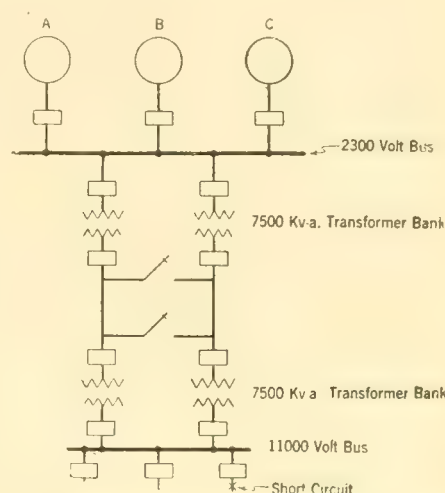 A B C
2300 Volt Bus
7500 Kv-a. Transformer Bank
7500 Kv a Transformer Bank
11000 Volt Bus
Short Circuit